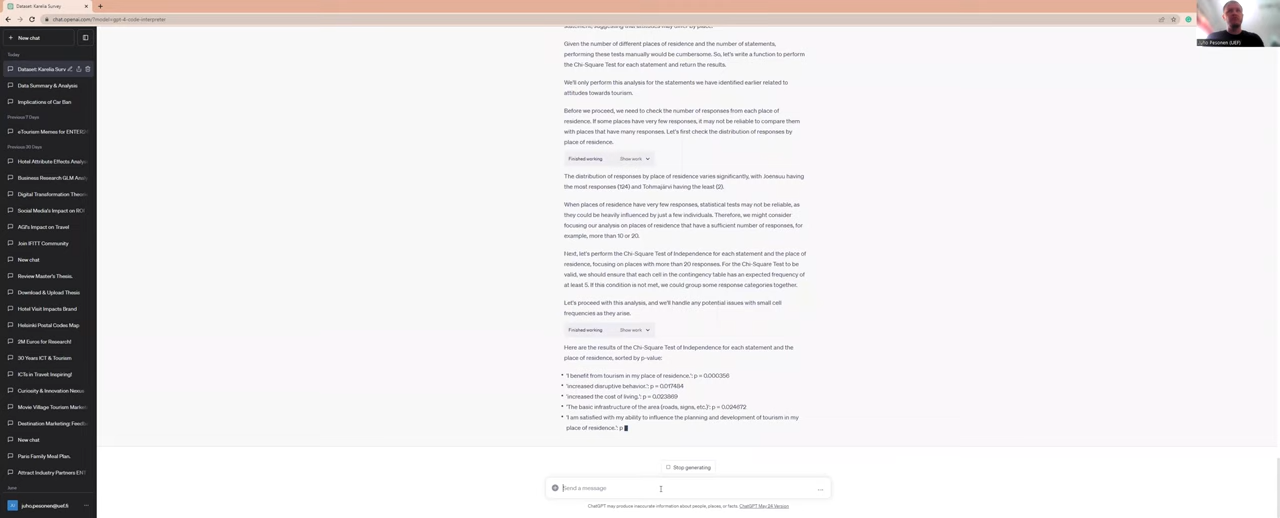 Dataset: Karelia Survey
chat.openai.com/?model=gpt-4-code-interpreter
New chat
Today
Dataset: Karelia Surv
Data Summary & Analysis
Implications of Car Ban
Previous 7 Days
eTourism Memes for ENTER
Previous 30 Days
Hotel Attribute Effects Analys
Business Research GLM Analy
Digital Transformation Theor
Social Media's Impact on ROI
AGI's Impact on Travel
Join IFITT Community
New chat
Review Master's Thesis.
Download & Upload Thesis
Hotel Visit Impacts Brand
Helsinki Postal Codes Map
2M Euros for Research!
30 Years ICT & Tourism
ICTs in Travel: Inspiring!
Curiosity & Innovation Nexus
Movie Village Tourism Market
Destination Marketing: Feedb
New chat
Paris Family Meal Plan.
Attract Industry Partners ENT
June
juho.pesonen@uef.fi
Juho Pesonen (UEF)
statement, suggesting that attitudes may differ by place.
Given the number of different places of residence and the number of statements,
performing these tests manually would be cumbersome. So, let's write a function to perform
the Chi-Square Test for each statement and return the results.
We'll only perform this analysis for the statements we have identified earlier related to
attitudes towards tourism.
Before we proceed, we need to check the number of responses from each place of
residence. If some places have very few responses, it may not be reliable to compare them
with places that have many responses. Let's first check the distribution of responses by
place of residence.
Finished working Show work
The distribution of responses by place of residence varies significantly, with Joensuu having
the most responses (124) and Tohmajärvi having the least (2).
When places of residence have very few responses, statistical tests may not be reliable, as
they could be heavily influenced by just a few individuals. Therefore, we might consider
focusing our analysis on places of residence that have a sufficient number of responses, for
example, more than 10 or 20.
Next, let's perform the Chi-Square Test of Independence for each statement and the place of
residence, focusing on places with more than 20 responses. For the Chi-Square Test to be
valid, we should ensure that each cell in the contingency table has an expected frequency of
at least 5. If this condition is not met, we could group some response categories together.
Let's proceed with this analysis, and we'll handle any potential issues with small cell
frequencies as they arise.
Finished working Show work
Here are the results of the Chi-Square Test of Independence for each statement and the
place of residence, sorted by p-value:
• 'I benefit from tourism in my place of residence.': p = 0.000356
• 'increased disruptive behavior.': p = 0.017484
• 'increased the cost of living.': p = 0.023869
• 'The basic infrastructure of the area (roads, signs, etc.)': p = 0.024672
• 'I am satisfied with my ability to influence the planning and development of tourism in my
place of residence.': p
Stop generating
Send a message
ChatGPT may produce inaccurate information about people, places, or facts. ChatGPT May 24 Version